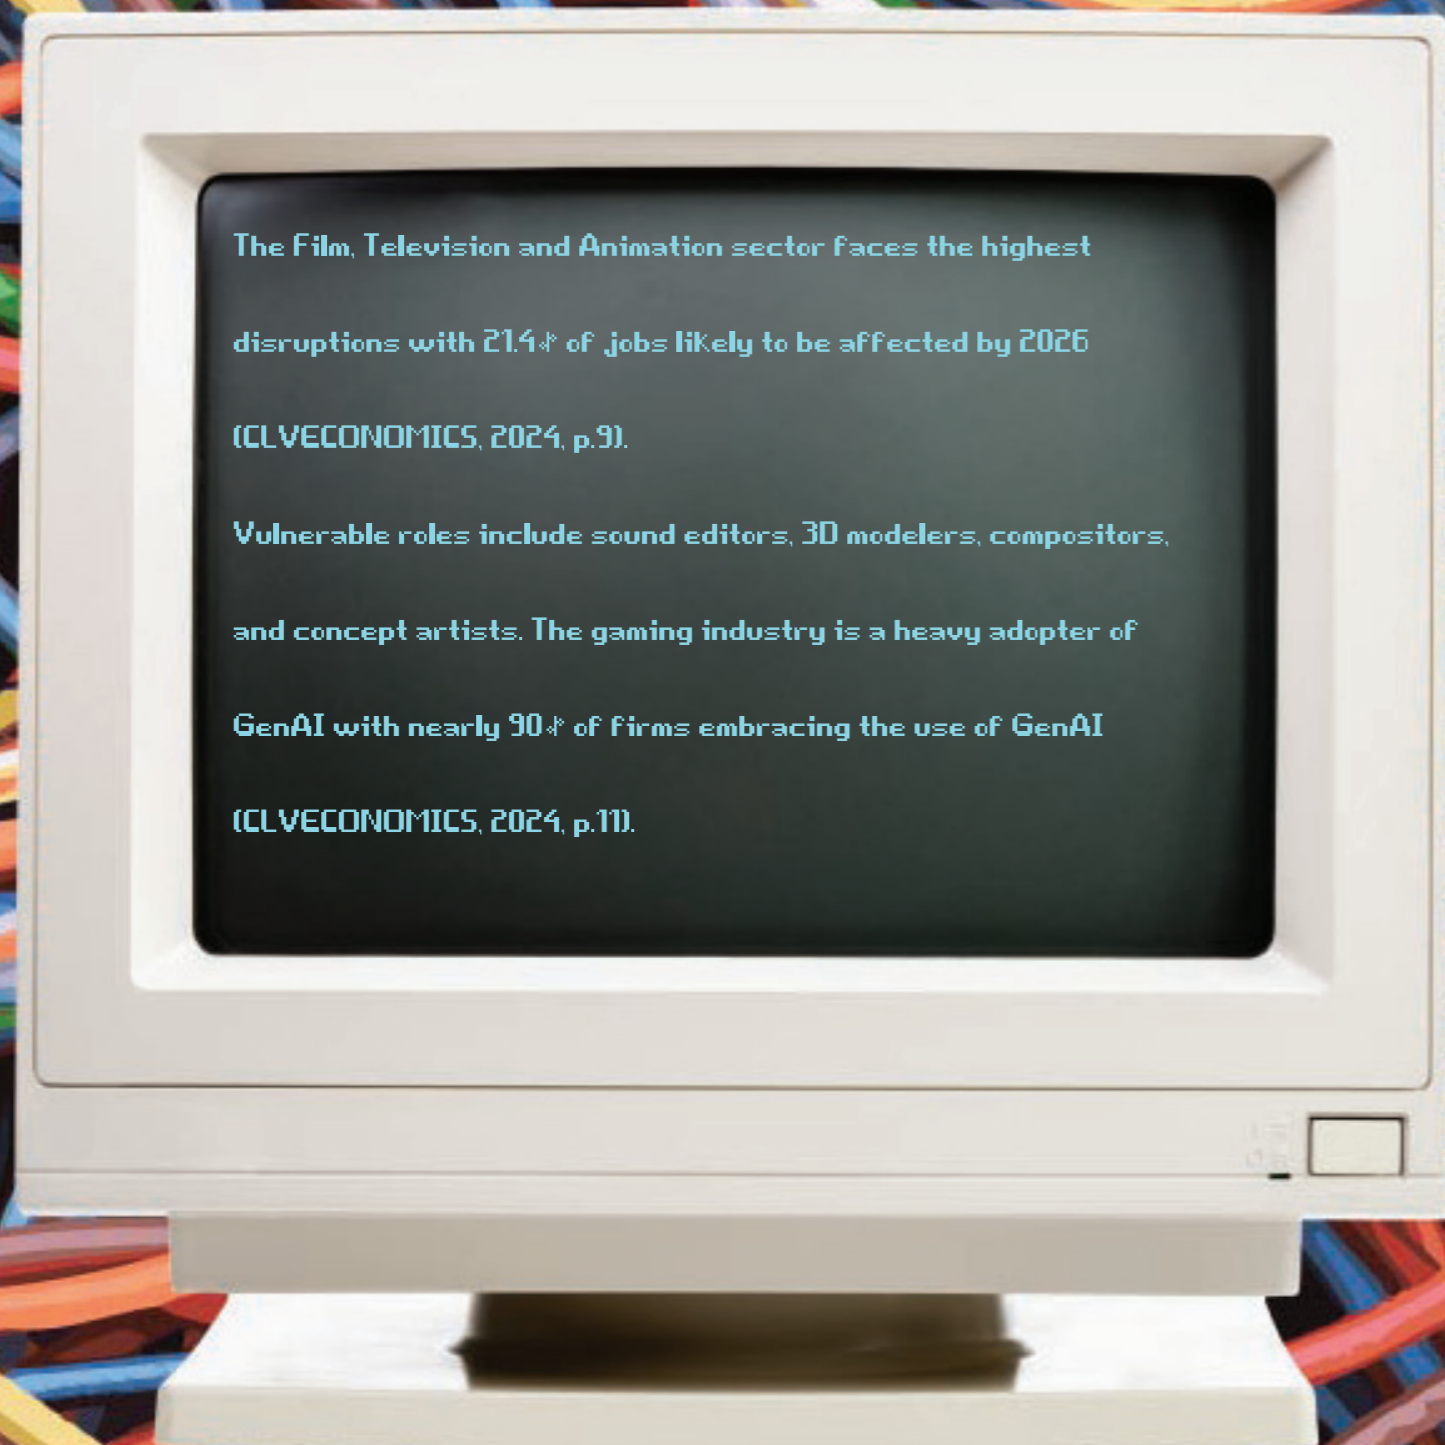 The Film, Television and Animation sector faces the highest
disruptions with 21.4% of jobs likely to be affected by 2026
(CLVECONOMICS, 2024, p.9).
Vulnerable roles include sound editors, 3D modelers, compositors,
and concept artists. The gaming industry is a heavy adopter of
GenAI with nearly 90% of firms embracing the use of GenAI
(CLVECONOMICS, 2024, p.11).